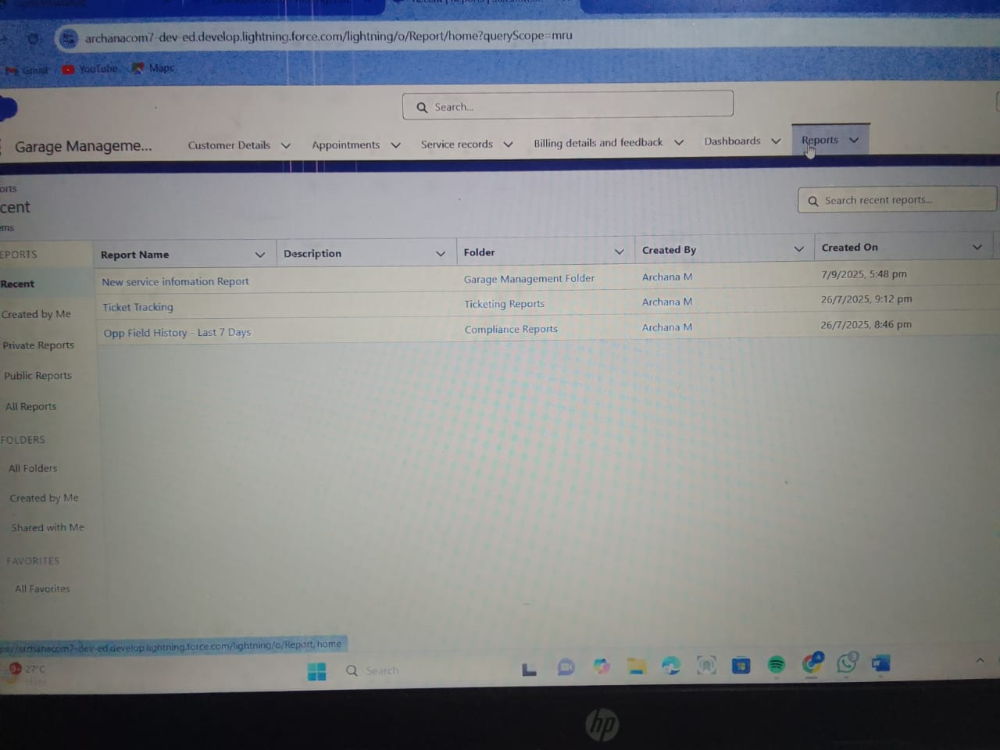 archanacom7-dev-ed.develop.lightning.force.com/lightning/o/Report/home?queryScope=mru
Gmail YouTube Maps
Search...
Garage Manageme... Customer Details Appointments Service records Billing details and feedback Dashboards Reports
orts
cent
ms
Search recent reports...
EPORTS
Report Name Description Folder Created By Created On
Recent
New service infomation Report Garage Management Folder Archana M 7/9/2025, 5:48 pm
Created by Me
Ticket Tracking Ticketing Reports Archana M 26/7/2025, 9:12 pm
Opp Field History - Last 7 Days Compliance Reports Archana M 26/7/2025, 8:46 pm
Private Reports
Public Reports
All Reports
FOLDERS
All Folders
Created by Me
Shared with Me
FAVORITES
All Favorites
ps://archanacom7-dev-ed.develop.lightning.force.com/lightning/o/Report/home
9+ 27°C
Haze
Search
hp